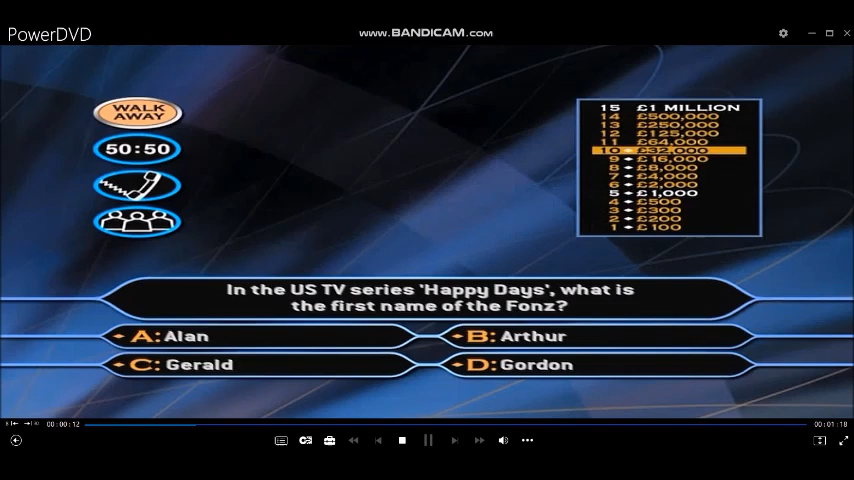 PowerDVD
www.BANDICAM.com
WALK
AWAY
50:50
15 £1 MILLION
14 £500,000
13 £250,000
12 £125,000
11 £64,000
10 £32,000
9 £16,000
8 £8,000
7 £4,000
6 £2,000
5 £1,000
4 £500
3 £300
2 £200
1 £100
In the US TV series 'Happy Days', what is
the first name of the Fonz?
A: Alan
B: Arthur
C: Gerald
D: Gordon
00:00:12
00:01:18